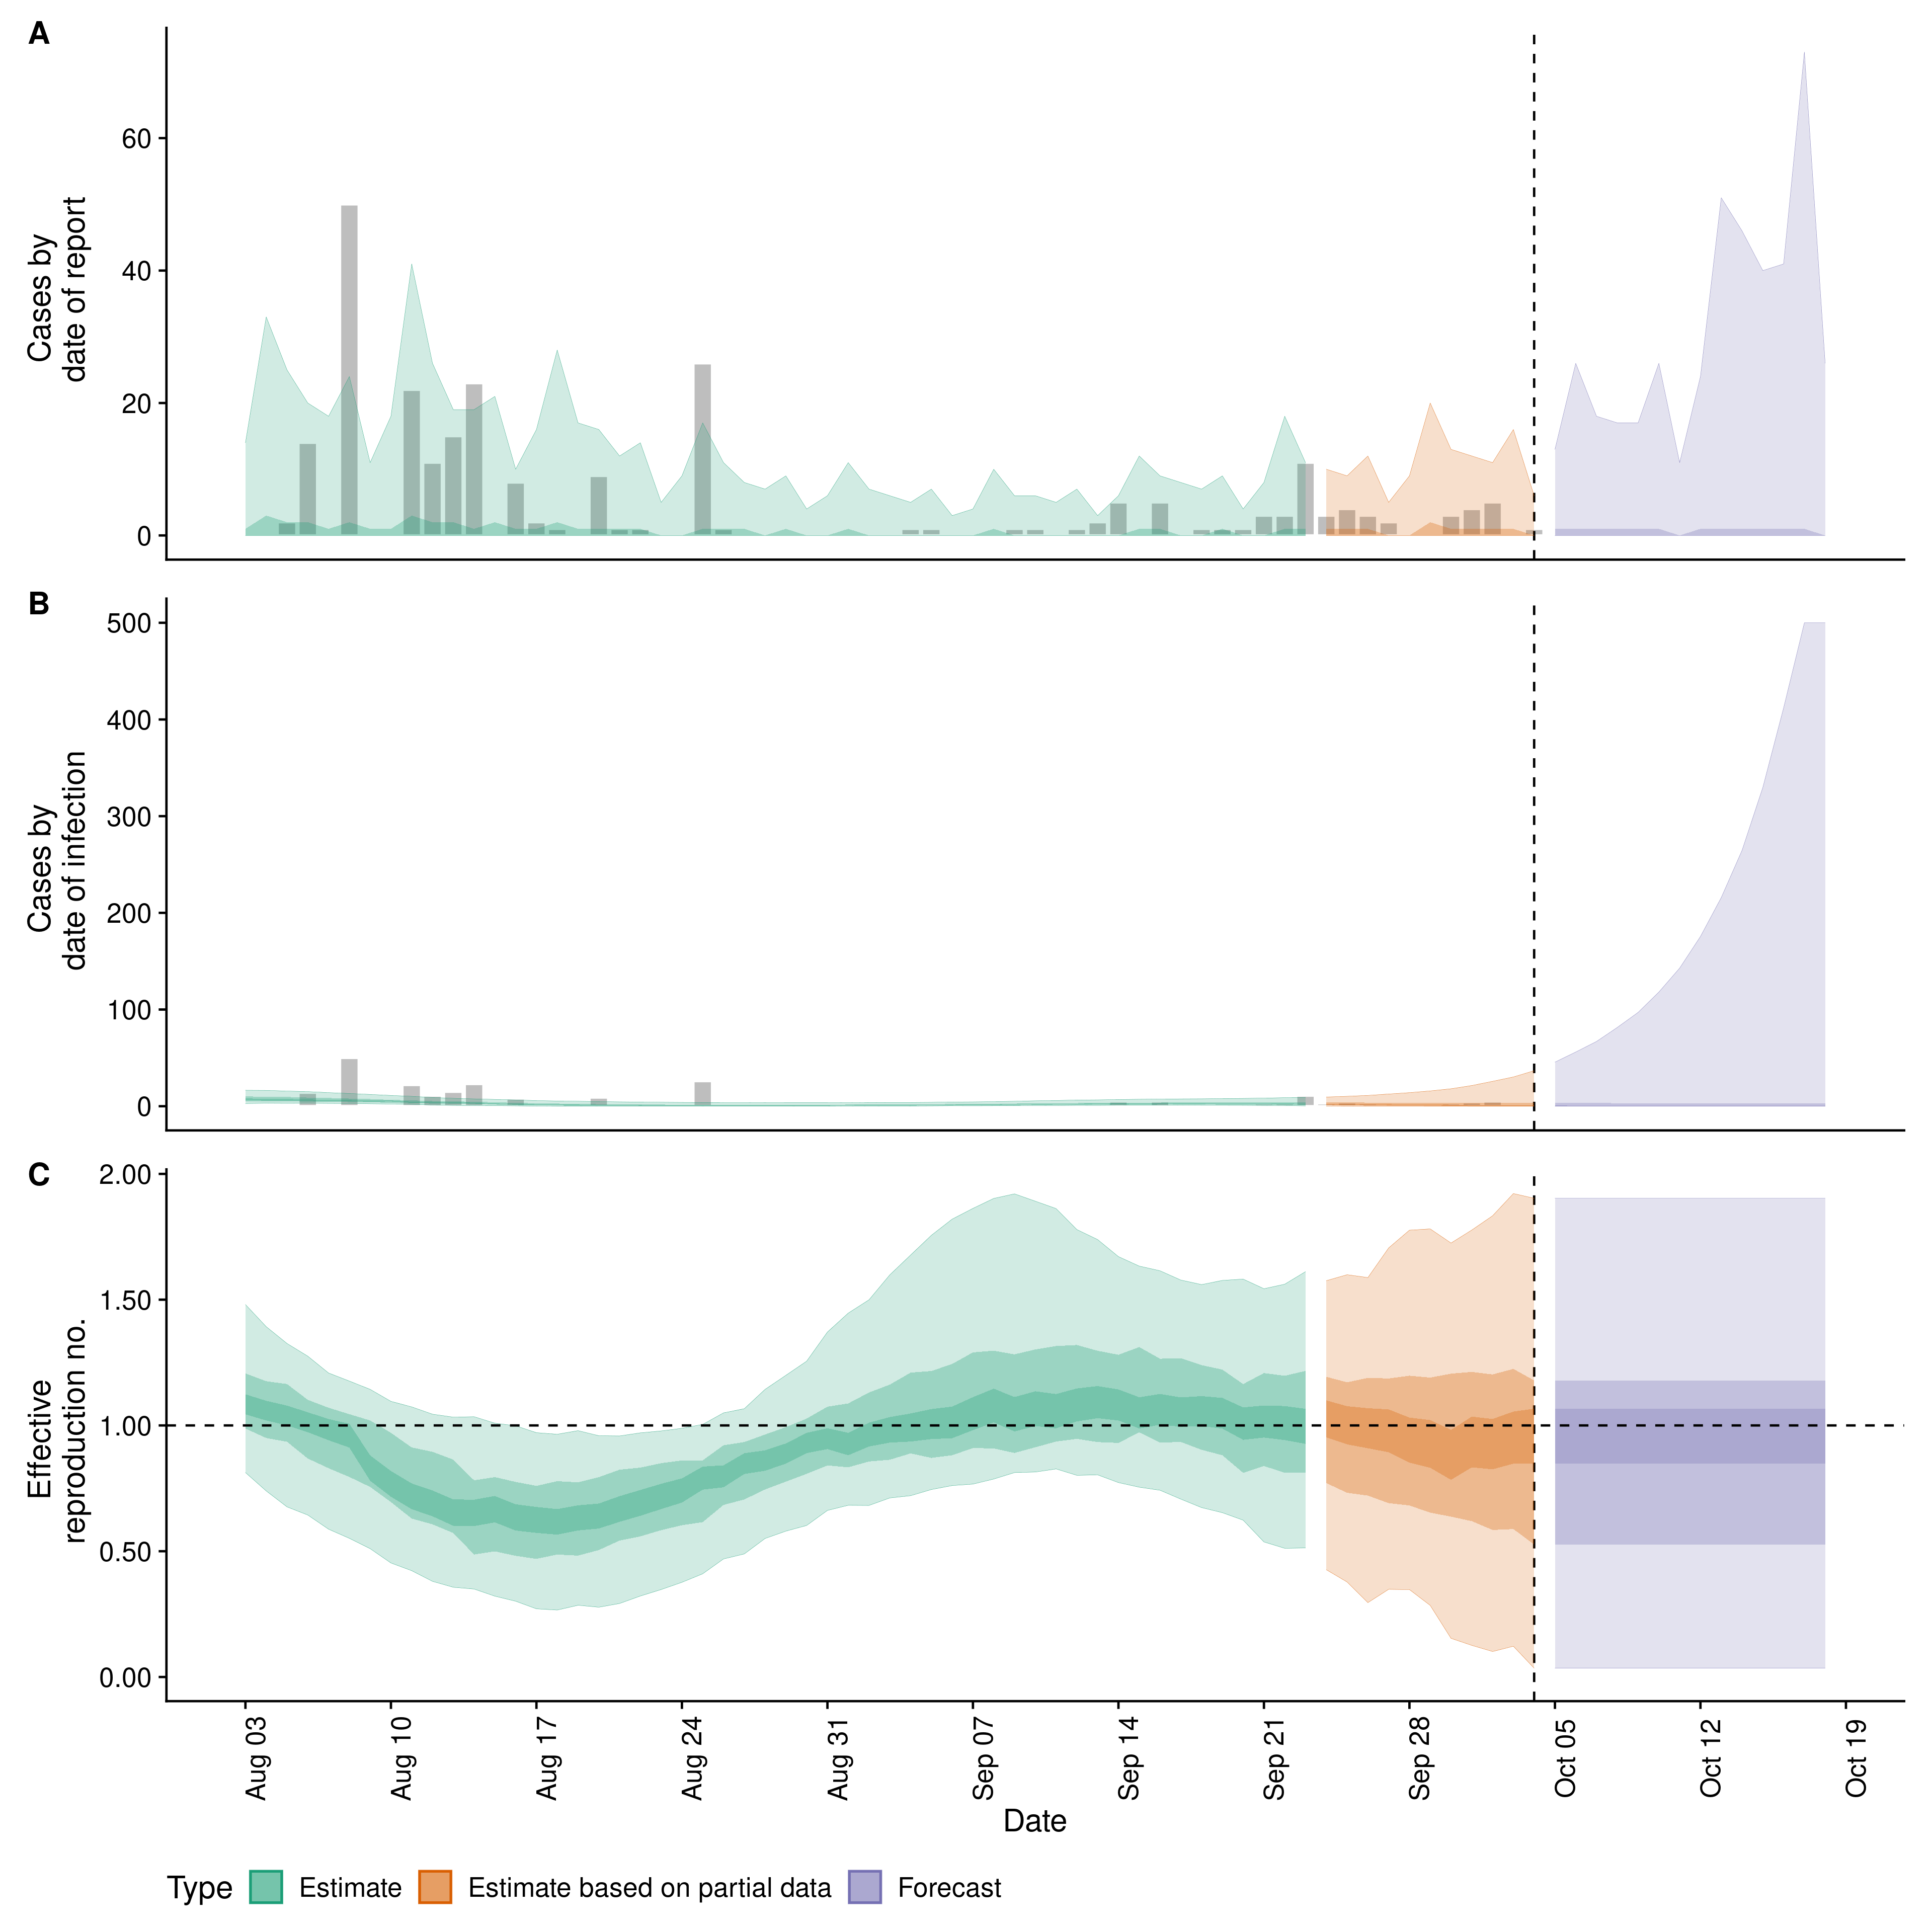 A
Cases by
date of report
60
40
20
0
B
Cases by
date of infection
500
400
300
200
100
0
C
Effective
reproduction no.
2.00
1.50
1.00
0.50
0.00
Aug 03
Aug 10
Aug 17
Aug 24
Aug 31
Sep 07
Sep 14
Sep 21
Sep 28
Oct 05
Oct 12
Oct 19
Date
Type Estimate Estimate based on partial data Forecast